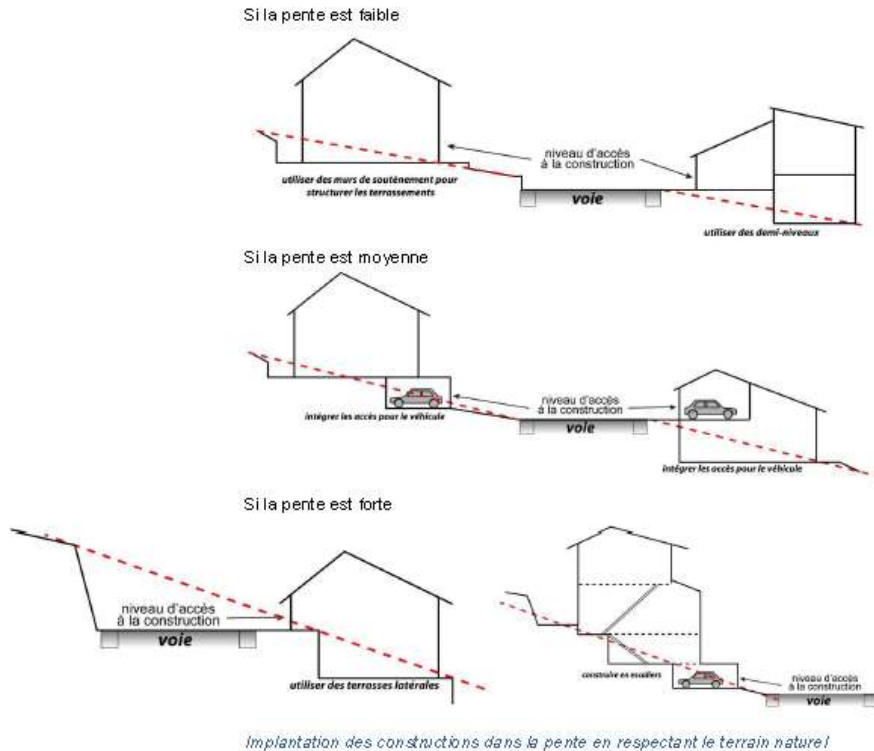 Si la pente est faible
niveau d'accès
à la construction
utiliser des murs de soutènement pour
structurer les terrassements
voie
utiliser des demi-niveaux
Si la pente est moyenne
niveau d'accès
à la construction
intégrer les accès pour le véhicule
voie
intégrer les accès pour le véhicule
Si la pente est forte
niveau d'accès
à la construction
voie
utiliser des terrasses latérales
construire en escaliers
niveau d'accès
à la construction
voie
Implantation des constructions dans la pente en respectant le terrain naturel